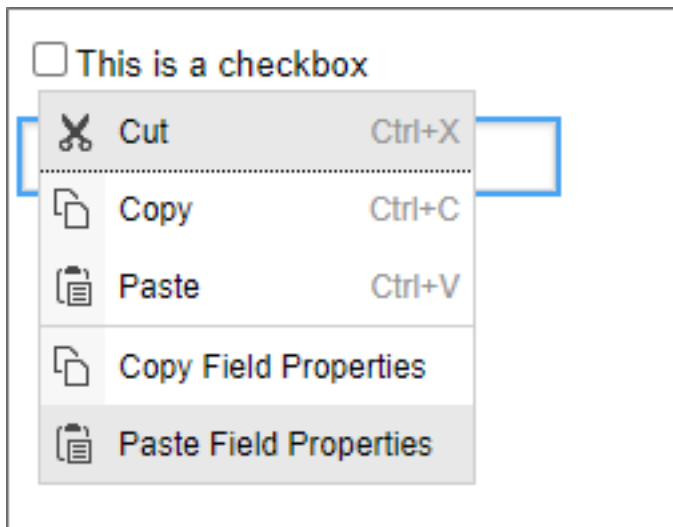 This is a checkbox
Cut Ctrl+X
Copy Ctrl+C
Paste Ctrl+V
Copy Field Properties
Paste Field Properties